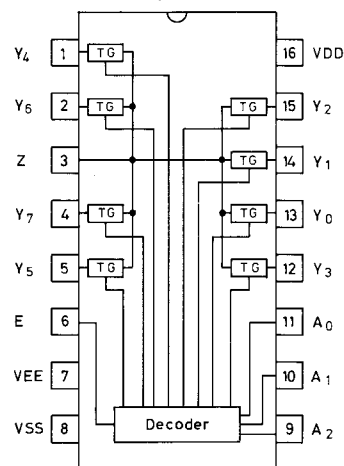 Y4 1 TG 16 VDD
Y6 2 TG TG 15 Y2
Z 3 TG 14 Y1
Y7 4 TG TG 13 Y0
Y5 5 TG TG 12 Y3
E 6 11 A0
VEE 7 10 A1
VSS 8 Decoder 9 A2